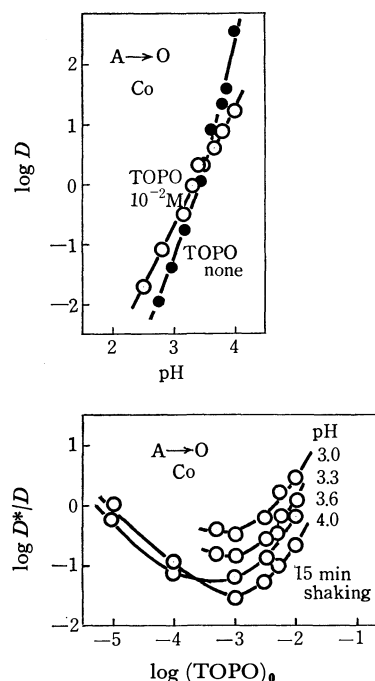 A→O
Co
log D
2
1
0
−1
−2
TOPO
10⁻²M
TOPO
none
2
3
4
pH
log D*/D
1
0
−1
−2
A→O
Co
pH
3.0
3.3
3.6
4.0
15 min
shaking
−5
−4
−3
−2
−1
log (TOPO)₀